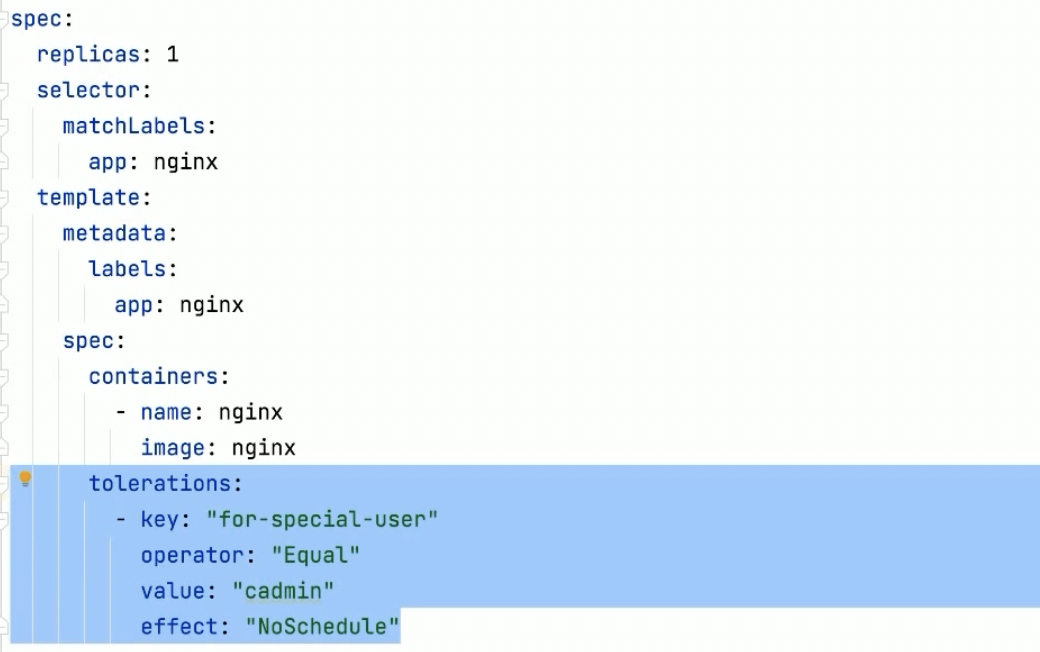 spec:
  replicas: 1
  selector:
    matchLabels:
      app: nginx
  template:
    metadata:
      labels:
        app: nginx
    spec:
      containers:
        - name: nginx
          image: nginx
      tolerations:
        - key: "for-special-user"
          operator: "Equal"
          value: "cadmin"
          effect: "NoSchedule"